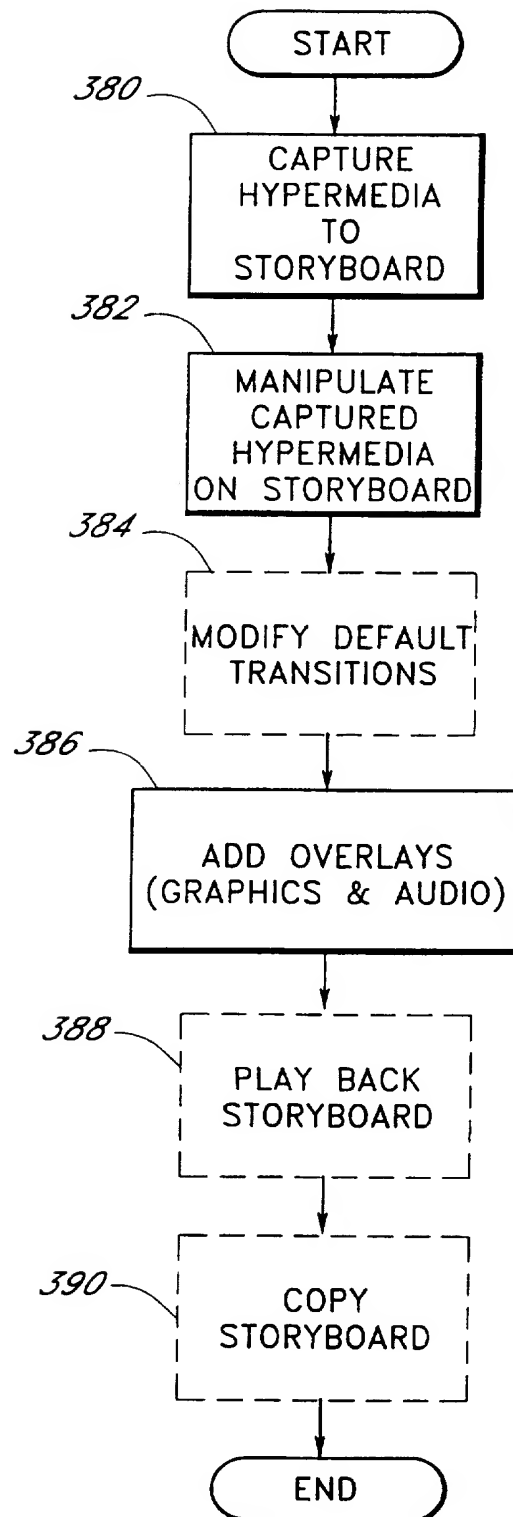 START
380
CAPTURE
HYPERMEDIA
TO
STORYBOARD
382
MANIPULATE
CAPTURED
HYPERMEDIA
ON STORYBOARD
384
MODIFY DEFAULT
TRANSITIONS
386
ADD OVERLAYS
(GRAPHICS & AUDIO)
388
PLAY BACK
STORYBOARD
390
COPY
STORYBOARD
END